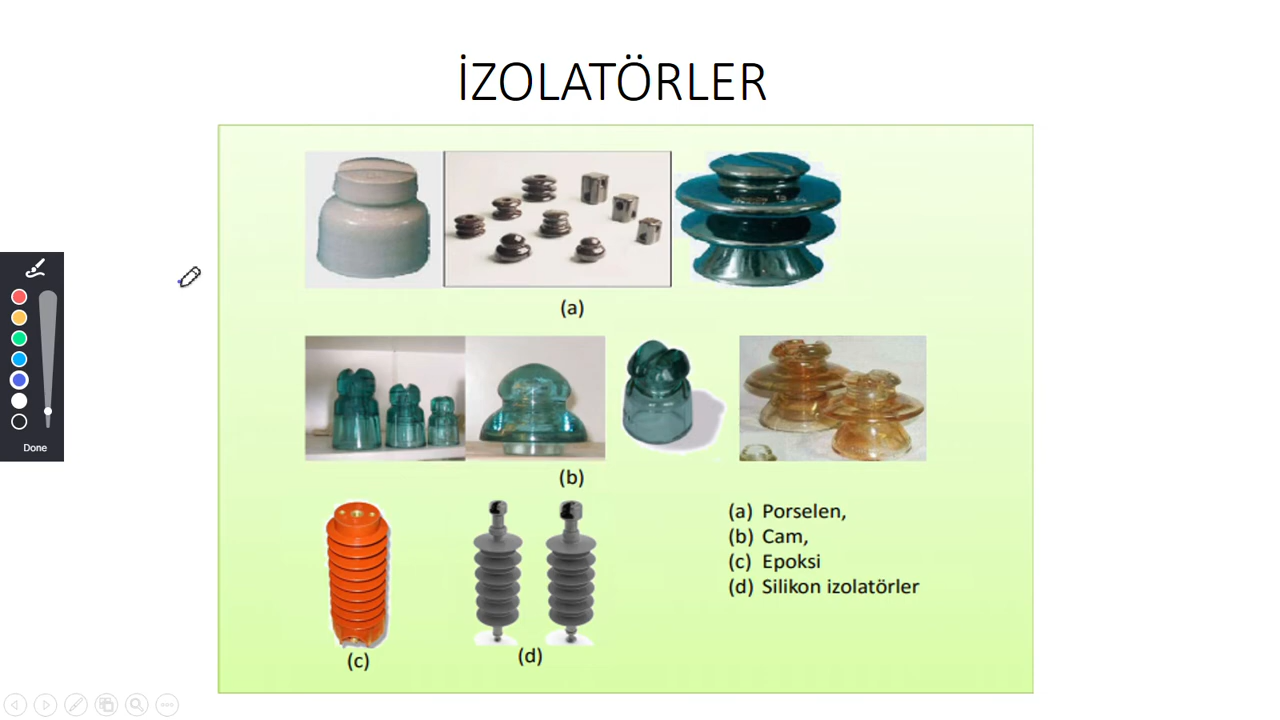 İZOLATÖRLER
(a)
(b)
(a) Porselen,
(b) Cam,
(c) Epoksi
(d) Silikon izolatörler
(c)
(d)
Done